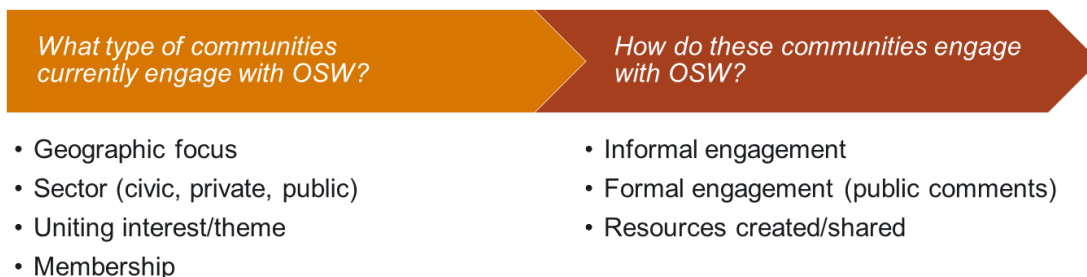 What type of communities
currently engage with OSW?
How do these communities engage
with OSW?
• Geographic focus
• Sector (civic, private, public)
• Uniting interest/theme
• Membership
• Informal engagement
• Formal engagement (public comments)
• Resources created/shared